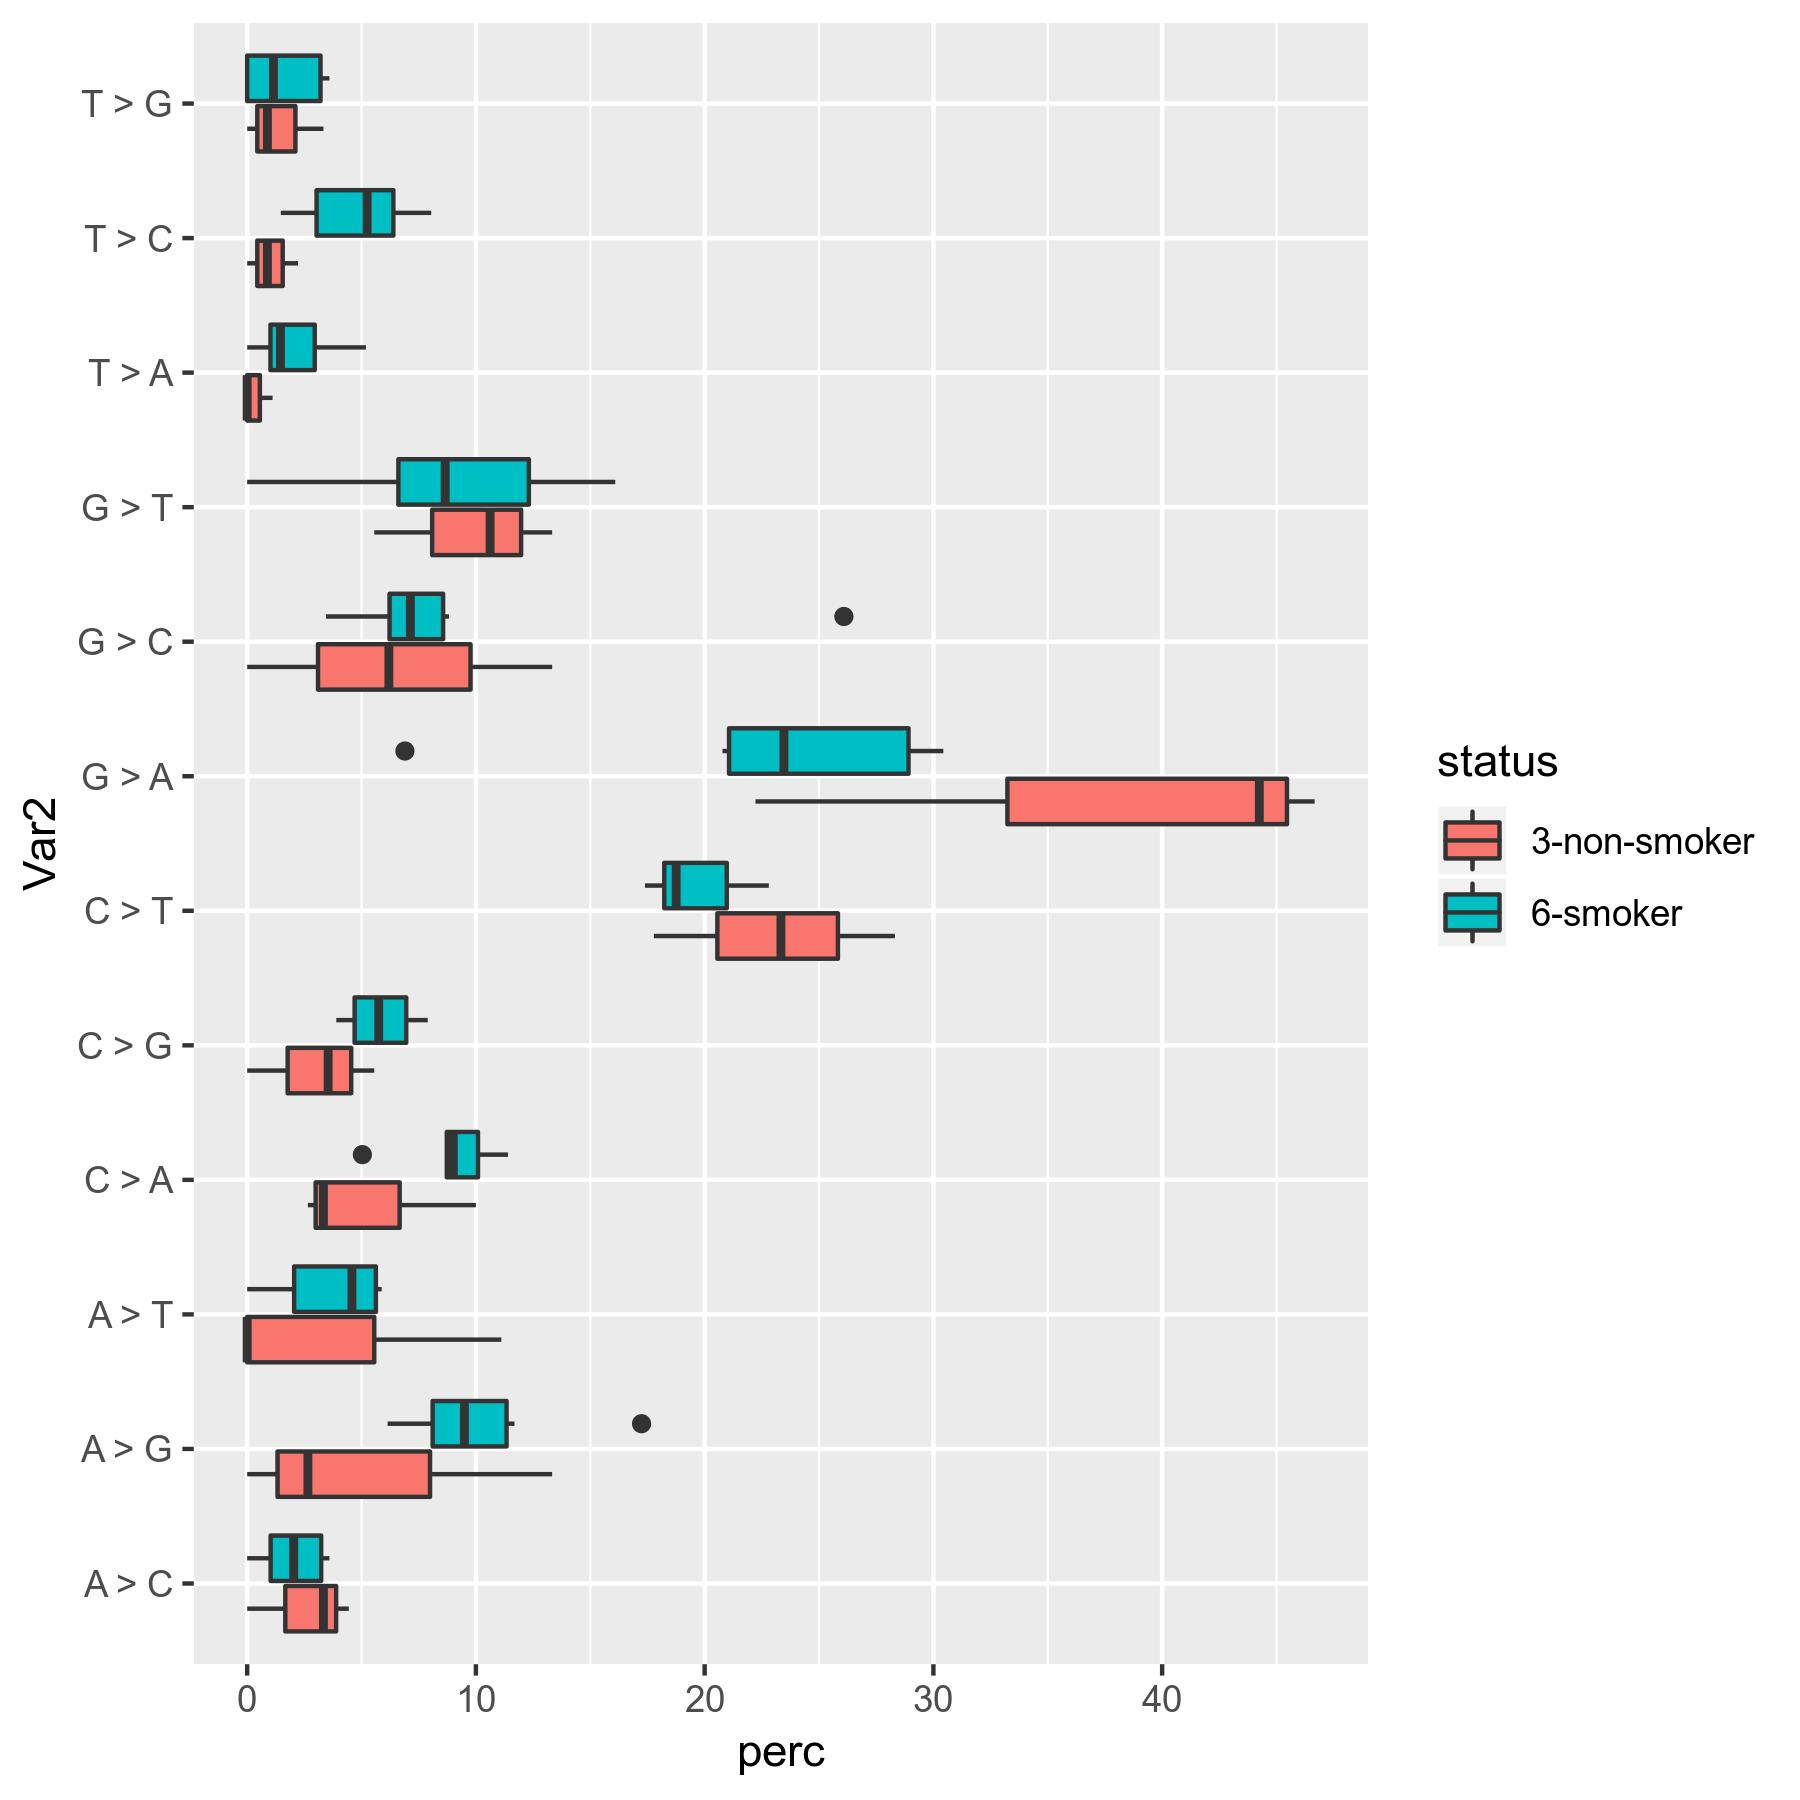 Var2
T > G
T > C
T > A
G > T
G > C
G > A
C > T
C > G
C > A
A > T
A > G
A > C
0 10 20 30 40
perc
status
3-non-smoker
6-smoker